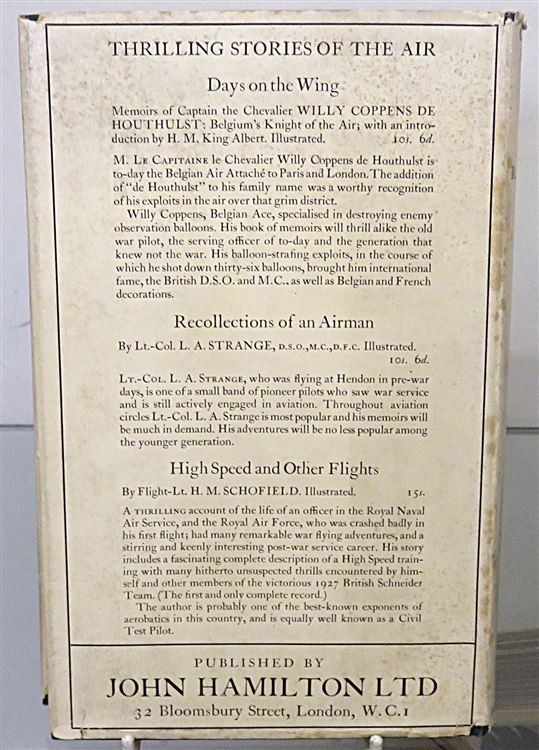 THRILLING STORIES OF THE AIR
Days on the Wing
Memoirs of Captain the Chevalier WILLY COPPENS DE
HOUTHULST: Belgium's Knight of the Air; with an intro-
duction by H. M. King Albert. Illustrated. 10s. 6d.
M. LE CAPITAINE le Chevalier Willy Coppens de Houthulst is
to-day the Belgian Air Attaché to Paris and London. The addition
of "de Houthulst" to his family name was a worthy recognition
of his exploits in the air over that grim district.
Willy Coppens, Belgian Ace, specialised in destroying enemy
observation balloons. His book of memoirs will thrill alike the old
war pilot, the serving officer of to-day and the generation that
knew not the war. His balloon-strafing exploits, in the course of
which he shot down thirty-six balloons, brought him international
fame, the British D.S.O. and M.C., as well as Belgian and French
decorations.
Recollections of an Airman
By Lt.-Col. L. A. STRANGE, D.S.O., M.C., D.F.C. Illustrated.
10s. 6d.
LT.-COL. L. A. STRANGE, who was flying at Hendon in pre-war
days, is one of a small band of pioneer pilots who saw war service
and is still actively engaged in aviation. Throughout aviation
circles Lt.-Col. L. A. Strange is most popular and his memoirs will
be much in demand. His adventures will be no less popular among
the younger generation.
High Speed and Other Flights
By Flight-Lt. H. M. SCHOFIELD. Illustrated. 15s.
A THRILLING account of the life of an officer in the Royal Naval
Air Service, and the Royal Air Force, who was crashed badly in
his first flight; had many remarkable war flying adventures, and a
stirring and keenly interesting post-war service career. His story
includes a fascinating complete description of a High Speed train-
ing with many hitherto unsuspected thrills encountered by him-
self and other members of the victorious 1927 British Schneider
Team. (The first and only complete record.)
The author is probably one of the best-known exponents of
aerobatics in this country, and is equally well known as a Civil
Test Pilot.
PUBLISHED BY
JOHN HAMILTON LTD
32 Bloomsbury Street, London, W.C.1